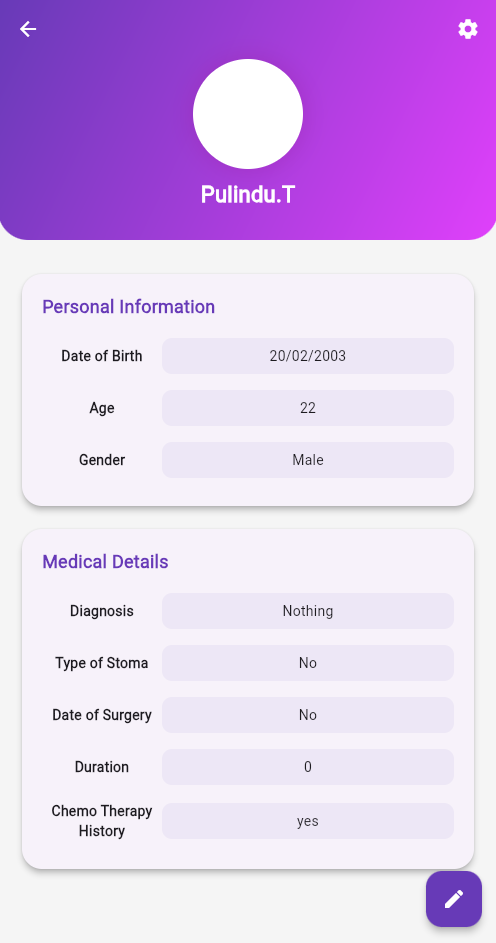 Pulindu.T
Personal Information
Date of Birth 20/02/2003
Age 22
Gender Male
Medical Details
Diagnosis Nothing
Type of Stoma No
Date of Surgery No
Duration 0
Chemo Therapy
History yes